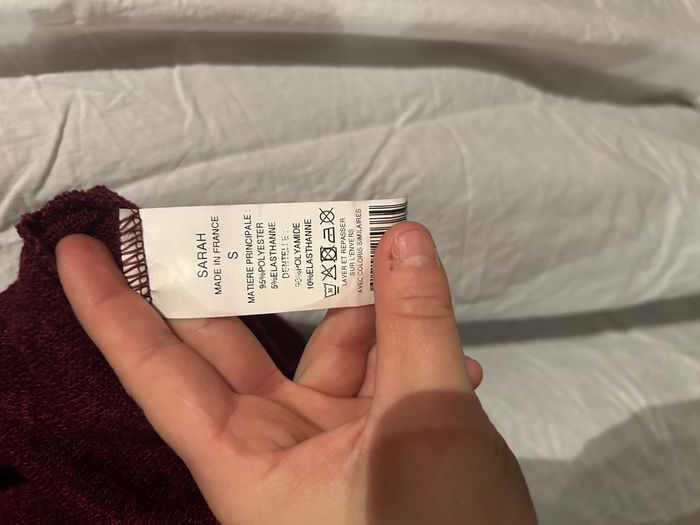 SARAH
MADE IN FRANCE
S
MATIERE PRINCIPALE :
95%POLYESTER
5%ELASTHANNE
DENTELLE :
90%POLYAMIDE
10%ELASTHANNE
LAVER ET REPASSER
SUR L'ENVERS
AVEC COLORIS SIMILAIRES